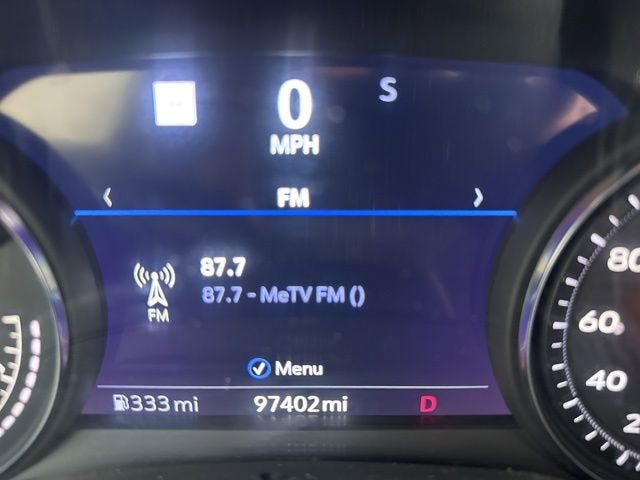 0 S
MPH
FM
87.7
87.7 - MeTV FM ()
FM
Menu
333 mi 97402 mi D
80
60
40